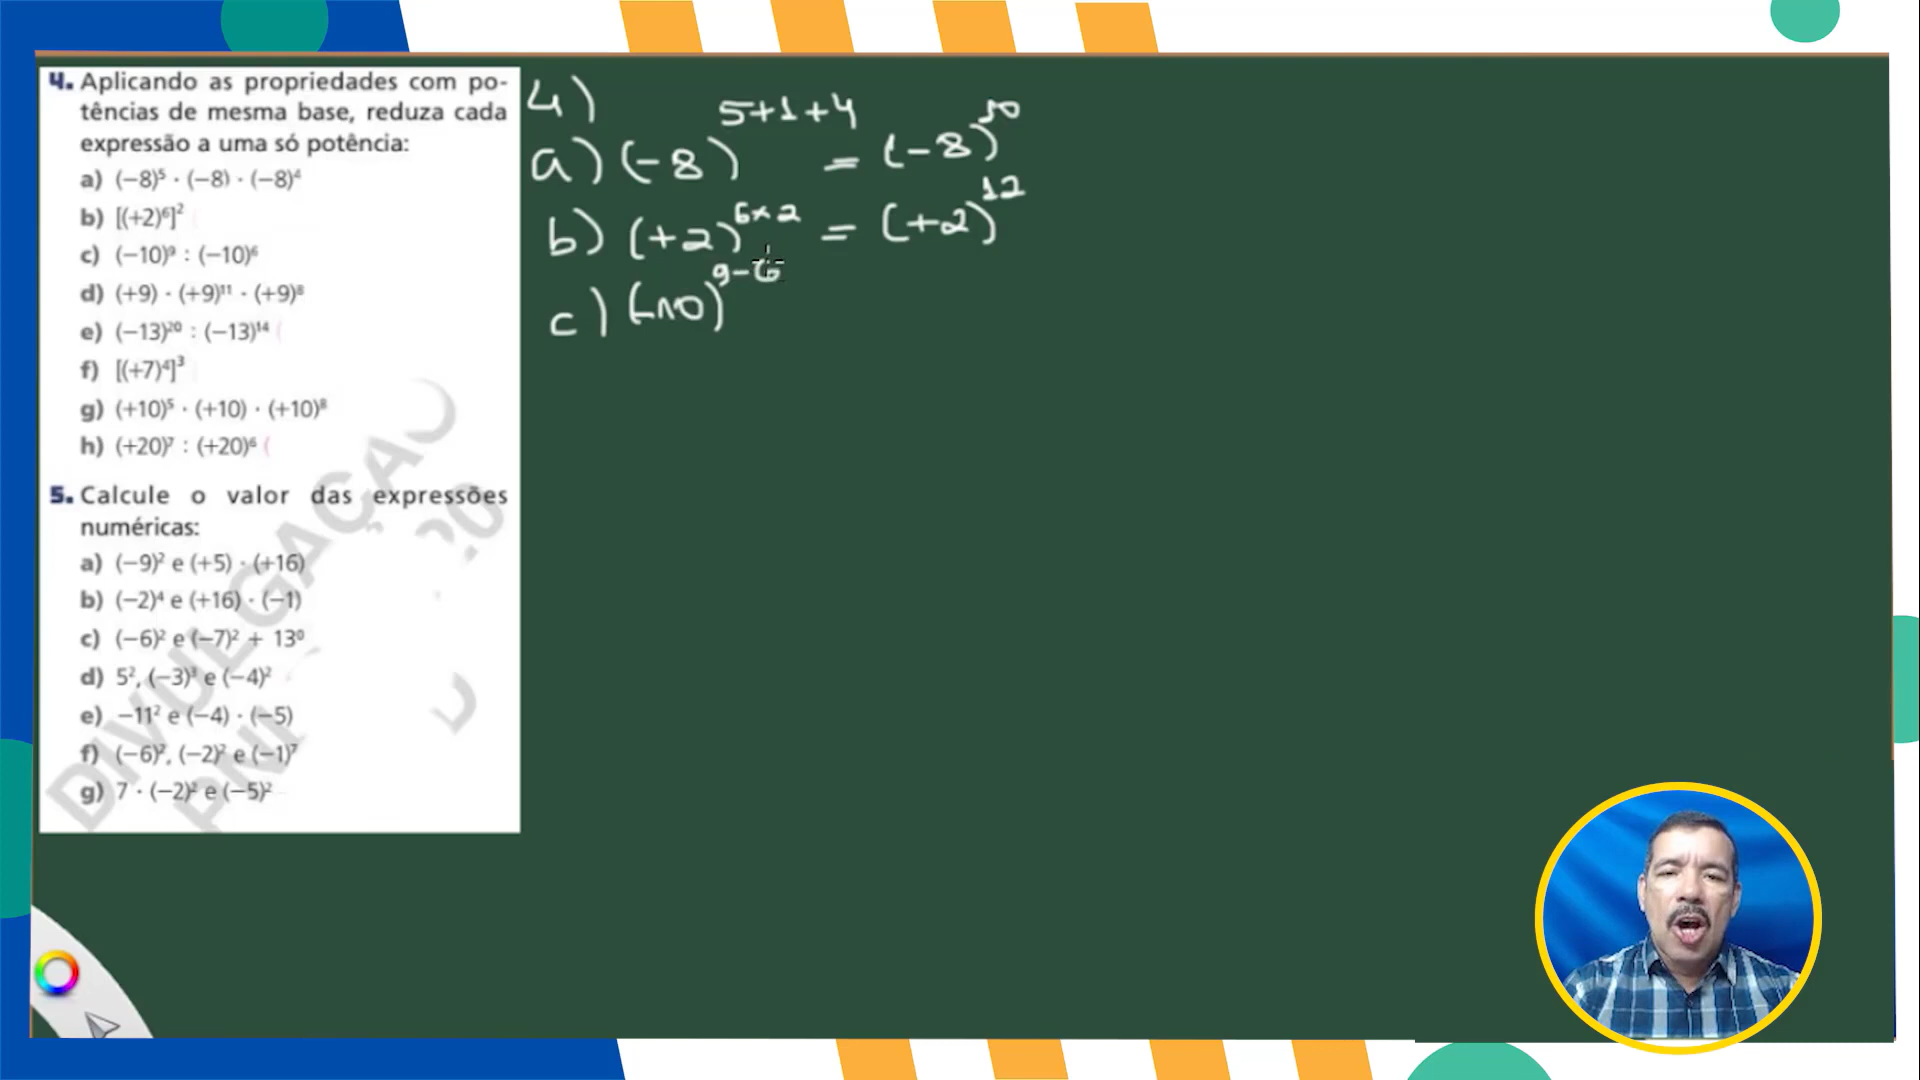 4. Aplicando as propriedades com po-
tências de mesma base, reduza cada
expressão a uma só potência:
a) (−8)⁵ · (−8) · (−8)⁴
b) [(+2)⁶]²
c) (−10)⁹ : (−10)⁶
d) (+9) · (+9)¹¹ · (+9)⁸
e) (−13)²⁰ : (−13)¹⁴
f) [(+7)⁴]³
g) (+10)⁵ · (+10) · (+10)⁸
h) (+20)⁷ : (+20)⁶
5. Calcule o valor das expressões
numéricas:
a) (−9)² e (+5) · (+16)
b) (−2)⁴ e (+16) · (−1)
c) (−6)² e (−7)² + 13⁰
d) 5², (−3)³ e (−4)²
e) −11² e (−4) · (−5)
f) (−6)², (−2)² e (−1)⁷
g) 7 · (−2)² e (−5)²
DIVULGAÇÃO
4)
a) (−8)⁵⁺¹⁺⁴ = (−8)¹⁰
b) (+2)⁶ˣ² = (+2)¹²
c) (−10)⁹⁻⁶